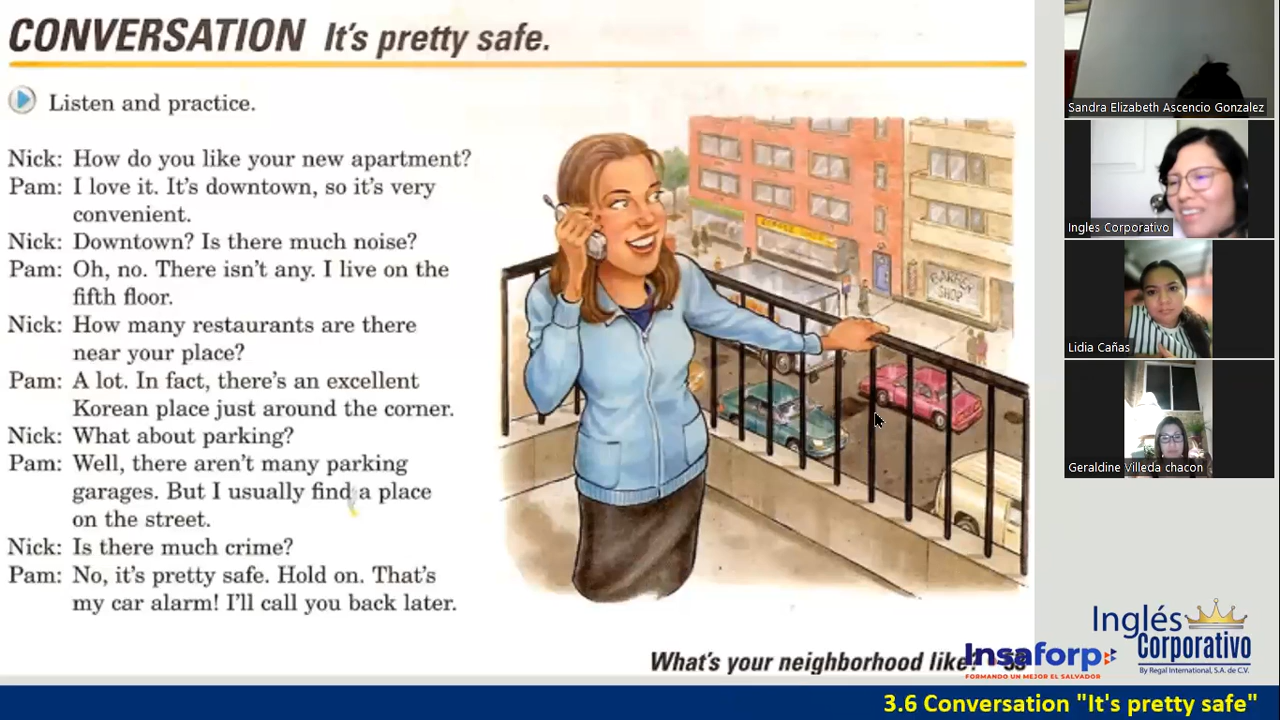 CONVERSATION It's pretty safe.
Listen and practice.
Nick: How do you like your new apartment?
Pam: I love it. It's downtown, so it's very
convenient.
Nick: Downtown? Is there much noise?
Pam: Oh, no. There isn't any. I live on the
fifth floor.
Nick: How many restaurants are there
near your place?
Pam: A lot. In fact, there's an excellent
Korean place just around the corner.
Nick: What about parking?
Pam: Well, there aren't many parking
garages. But I usually find a place
on the street.
Nick: Is there much crime?
Pam: No, it's pretty safe. Hold on. That's
my car alarm! I'll call you back later.
BARBER
SHOP
What's your neighborhood like?
Sandra Elizabeth Ascencio Gonzalez
Ingles Corporativo
Lidia Cañas
Geraldine Villeda chacon
Insaforp
FORMANDO UN MEJOR EL SALVADOR
Inglés
Corporativo
By Regal International, S.A. de C.V.
3.6 Conversation "It's pretty safe"